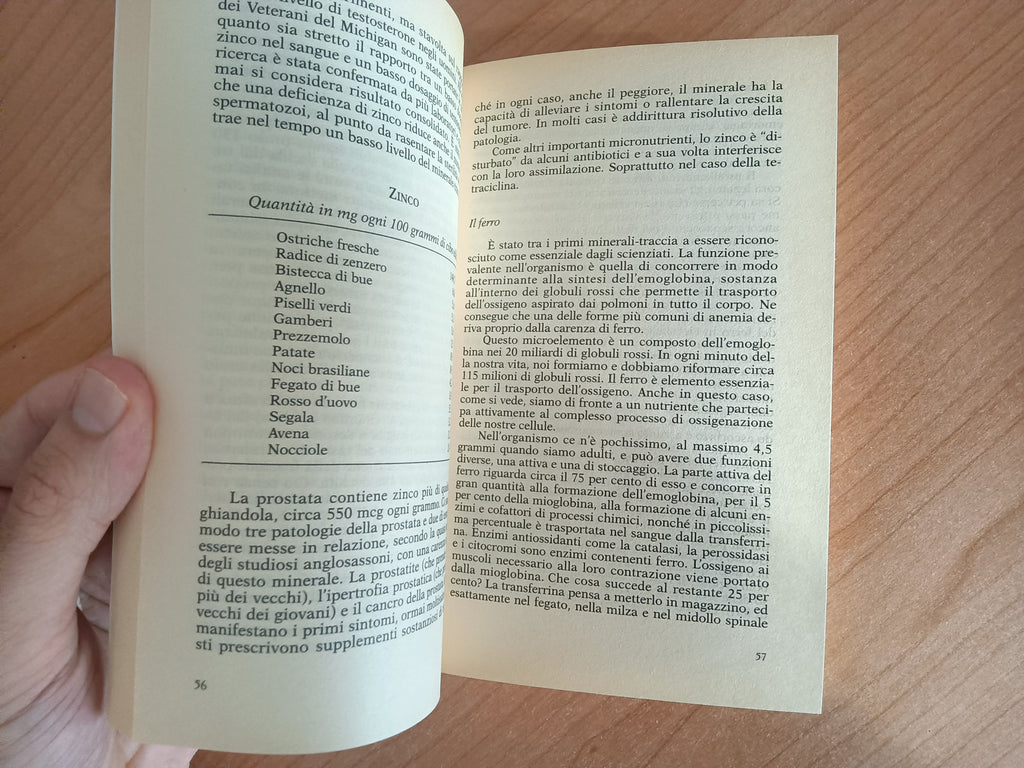 livello di testosterone negli
dei Veterani del Michigan sono state
quanto sia stretto il rapporto tra un basso
zinco nel sangue e un basso dosaggio di
ricerca è stata confermata da più
mai si considera risultato consolidato. È
che una deficienza di zinco riduce anche il
spermatozoi, al punto da rasentare la
trae nel tempo un basso livello del minerale
ZINCO
Quantità in mg ogni 100 grammi di
Ostriche fresche
Radice di zenzero
Bistecca di bue
Agnello
Piselli verdi
Gamberi
Prezzemolo
Patate
Noci brasiliane
Fegato di bue
Rosso d'uovo
Segala
Avena
Nocciole
La prostata contiene zinco più di
ghiandola, circa 550 mcg ogni grammo.
modo tre patologie della prostata e due di
essere messe in relazione, secondo la
degli studiosi anglosassoni, con una
di questo minerale. La prostatite (che
più dei vecchi), l'ipertrofia prostatica (che
vecchi dei giovani) e il cancro della
manifestano i primi sintomi, ormai
sti prescrivono supplementi sostanziosi
56
ché in ogni caso, anche il peggiore, il minerale ha la
capacità di alleviare i sintomi o rallentare la crescita
del tumore. In molti casi è addirittura risolutivo della
patologia.
Come altri importanti micronutrienti, lo zinco è "di-
sturbato" da alcuni antibiotici e a sua volta interferisce
con la loro assimilazione. Soprattutto nel caso della te-
traciclina.
Il ferro
È stato tra i primi minerali-traccia a essere ricono-
sciuto come essenziale dagli scienziati. La funzione pre-
valente nell'organismo è quella di concorrere in modo
determinante alla sintesi dell'emoglobina, sostanza
all'interno dei globuli rossi che permette il trasporto
dell'ossigeno aspirato dai polmoni in tutto il corpo. Ne
consegue che una delle forme più comuni di anemia de-
riva proprio dalla carenza di ferro.
Questo microelemento è un composto dell'emoglo-
bina nei 20 miliardi di globuli rossi. In ogni minuto del-
la nostra vita, noi formiamo e dobbiamo riformare circa
115 milioni di globuli rossi. Il ferro è elemento essenzia-
le per il trasporto dell'ossigeno. Anche in questo caso,
come si vede, siamo di fronte a un nutriente che parteci-
pa attivamente al complesso processo di ossigenazione
delle nostre cellule.
Nell'organismo ce n'è pochissimo, al massimo 4,5
grammi quando siamo adulti, e può avere due funzioni
diverse, una attiva e una di stoccaggio. La parte attiva del
ferro riguarda circa il 75 per cento di esso e concorre in
gran quantità alla formazione dell'emoglobina, per il 5
per cento della mioglobina, alla formazione di alcuni en-
zimi e cofattori di processi chimici, nonché in piccolissi-
ma percentuale è trasportata nel sangue dalla transferri-
na. Enzimi antiossidanti come la catalasi, la perossidasi
e i citocromi sono enzimi contenenti ferro. L'ossigeno ai
muscoli necessario alla loro contrazione viene portato
dalla mioglobina. Che cosa succede al restante 25 per
cento? La transferrina pensa a metterlo in magazzino, ed
esattamente nel fegato, nella milza e nel midollo spinale
57